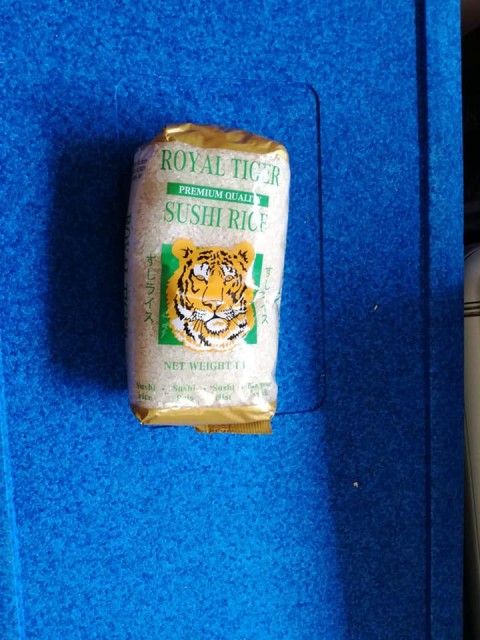 ROYAL TIGER
PREMIUM QUALITY
SUSHI RICE
すしライス
すしライス
NET WEIGHT 1
Sushi · Sushi · Sushi ·
rice